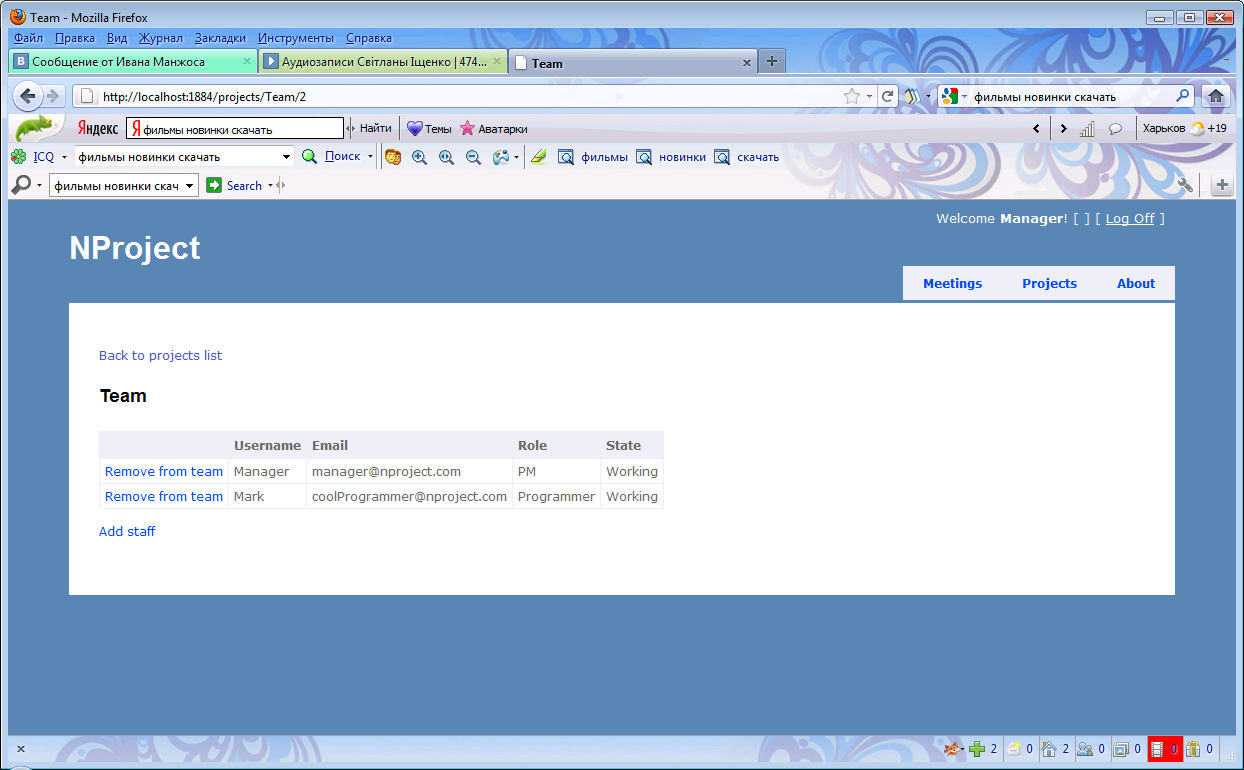 Team - Mozilla Firefox
Файл Правка Вид Журнал Закладки Инструменты Справка
Сообщение от Ивана Манжоса Аудиозаписи Світланы Іщенко | 474... Team
http://localhost:1884/projects/Team/2 фильмы новинки скачать
Яндекс фильмы новинки скачать Найти Темы Аватарки Харьков +19
ICQ фильмы новинки скачать Поиск фильмы новинки скачать
фильмы новинки скач Search
Welcome Manager! [ ] [ Log Off ]
NProject
Meetings Projects About
Back to projects list
Team
Username Email Role State
Remove from team Manager manager@nproject.com PM Working
Remove from team Mark coolProgrammer@nproject.com Programmer Working
Add staff
2 0 2 0 0 0 0